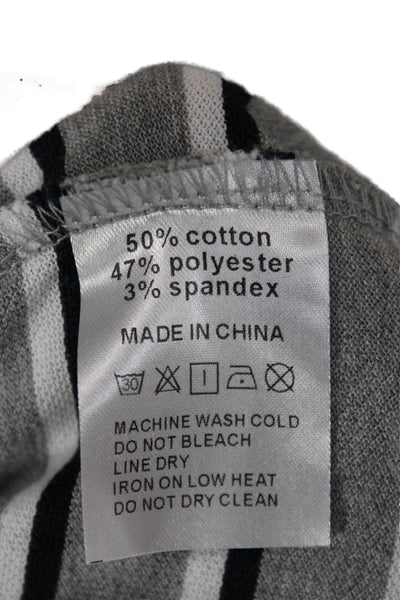 50% cotton
47% polyester
3% spandex
MADE IN CHINA
30
MACHINE WASH COLD
DO NOT BLEACH
LINE DRY
IRON ON LOW HEAT
DO NOT DRY CLEAN